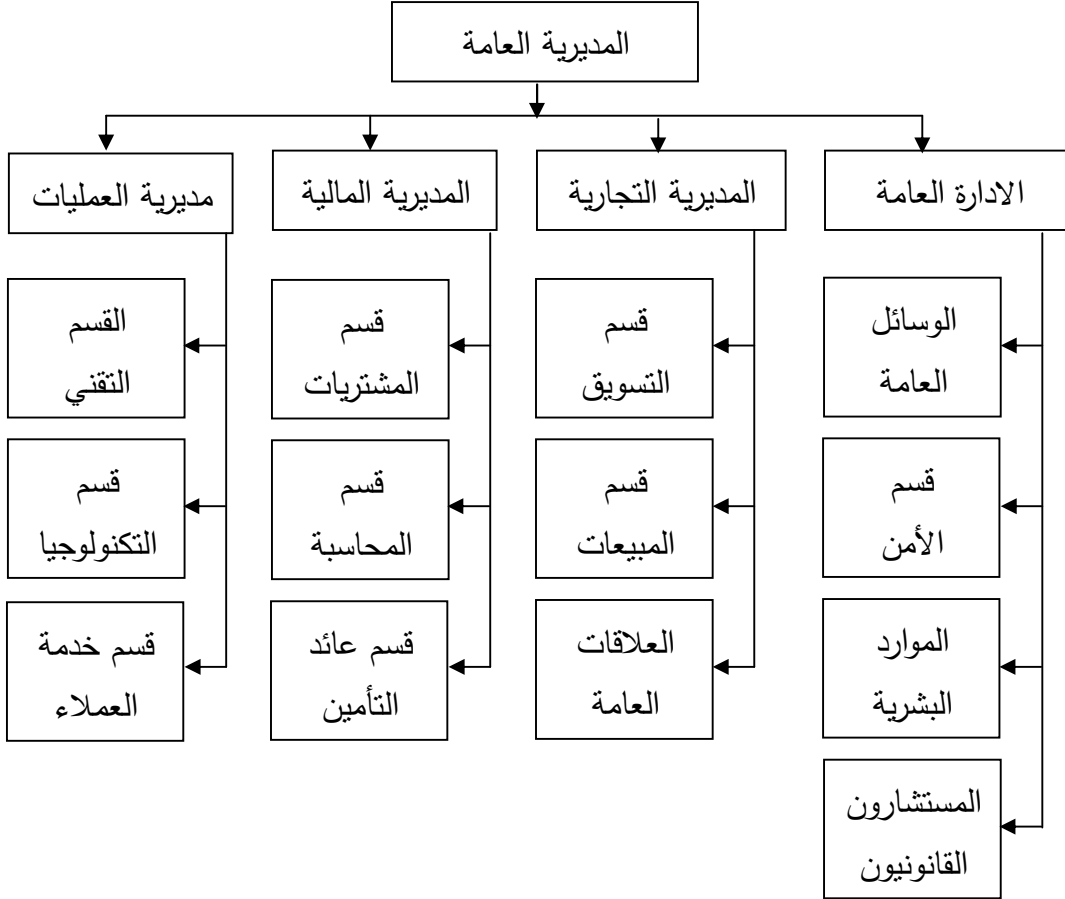 المديرية العامة
الادارة العامة
المديرية التجارية
المديرية المالية
مديرية العمليات
الوسائل
العامة
قسم
التسويق
قسم
المشتريات
القسم
التقني
قسم
الأمن
قسم
المبيعات
قسم
المحاسبة
قسم
التكنولوجيا
الموارد
البشرية
العلاقات
العامة
قسم عائد
التأمين
قسم خدمة
العملاء
المستشارون
القانونيون